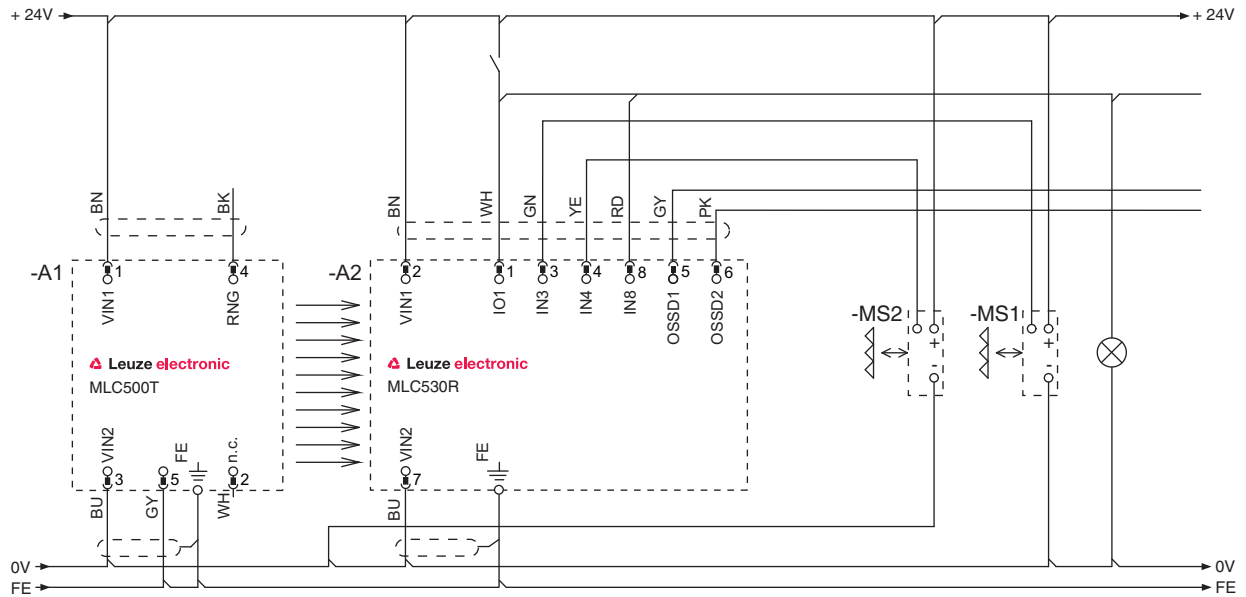 + 24V
+ 24V
BN
BK
BN
WH
GN
YE
RD
GY
PK
-A1
1
4
-A2
2
1
3
4
8
5
6
VIN1
RNG
VIN1
IO1
IN3
IN4
IN8
OSSD1
OSSD2
-MS2
-MS1
+
-
+
-
Leuze electronic
MLC500T
Leuze electronic
MLC530R
VIN2
FE
n.c.
VIN2
FE
3
5
2
7
BU
GY
WH
BU
0V
0V
FE
FE